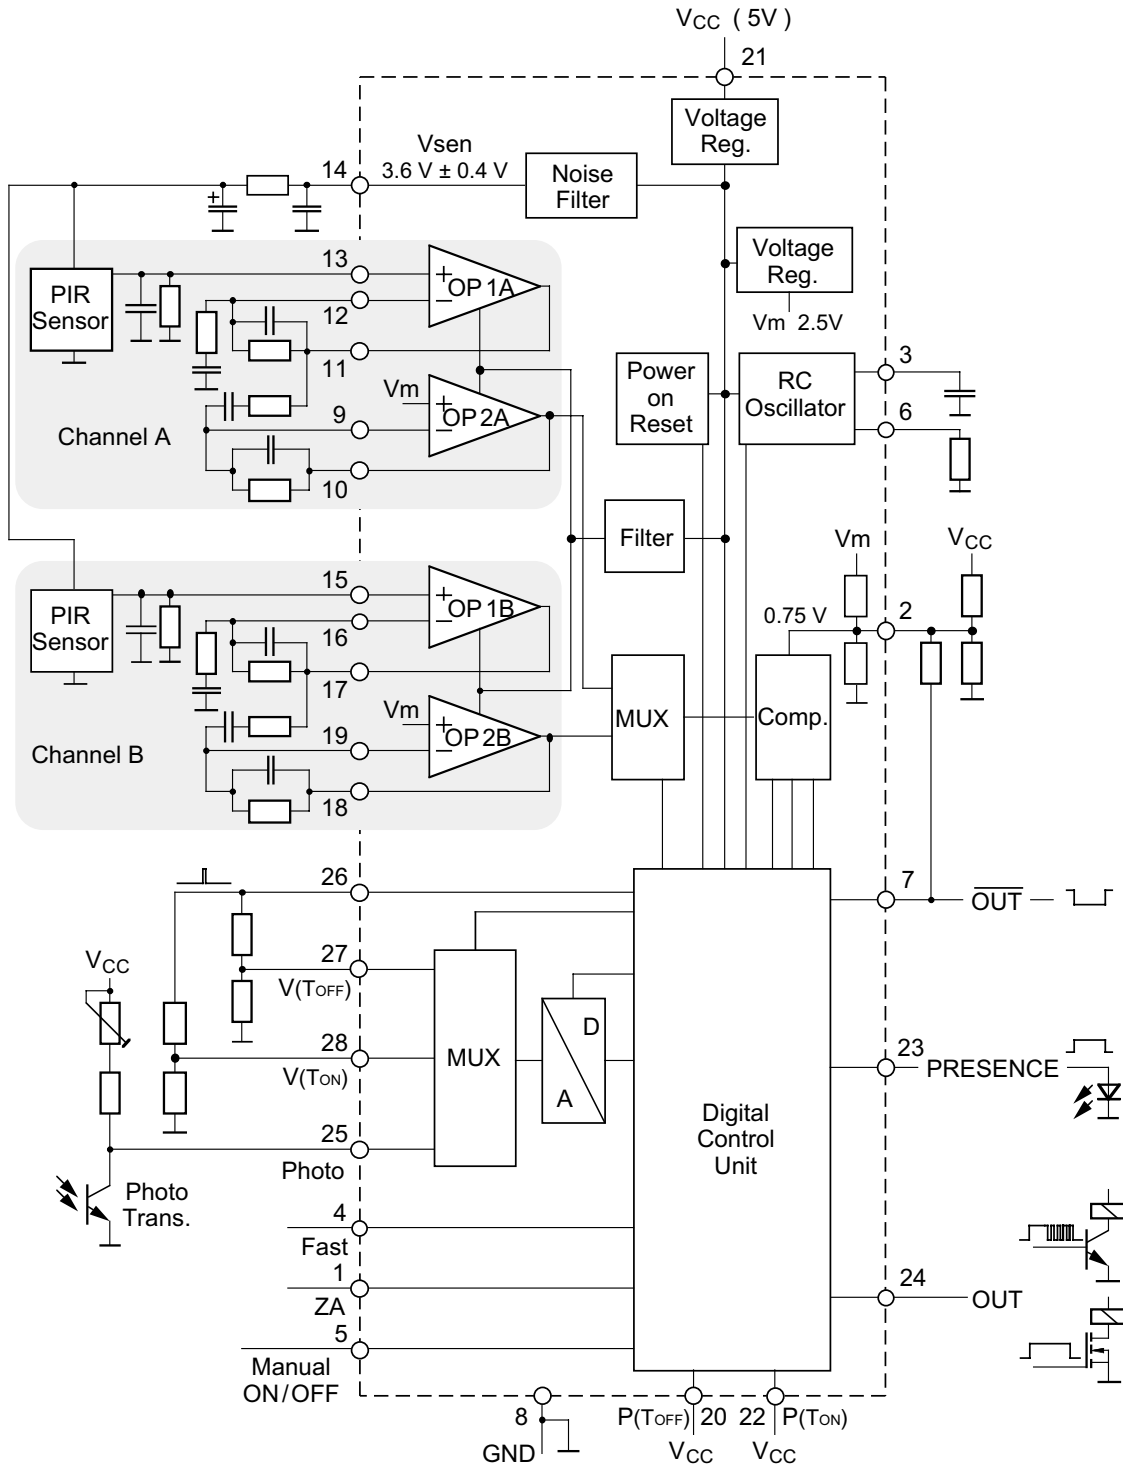 VCC ( 5V )
21
Voltage
Reg.
Vsen
3.6 V ± 0.4 V
14
Noise
Filter
Voltage
Reg.
Vm 2.5V
13
PIR
Sensor
+
−
OP 1A
12
11
3
Power
on
Reset
RC
Oscillator
Vm
+
−
OP 2A
9
6
Channel A
10
Filter
Vm
VCC
15
PIR
Sensor
+
−
OP 1B
16
0.75 V
2
17
Vm
+
−
OP 2B
MUX
Comp.
19
Channel B
18
26
7
OUT
27
V(TOFF)
VCC
28
V(TON)
MUX
D
A
23
PRESENCE
Digital
Control
Unit
25
Photo
Photo
Trans.
4
Fast
1
ZA
24
OUT
5
Manual
ON/OFF
8
GND
P(TOFF) 20
22 P(TON)
VCC
VCC
+